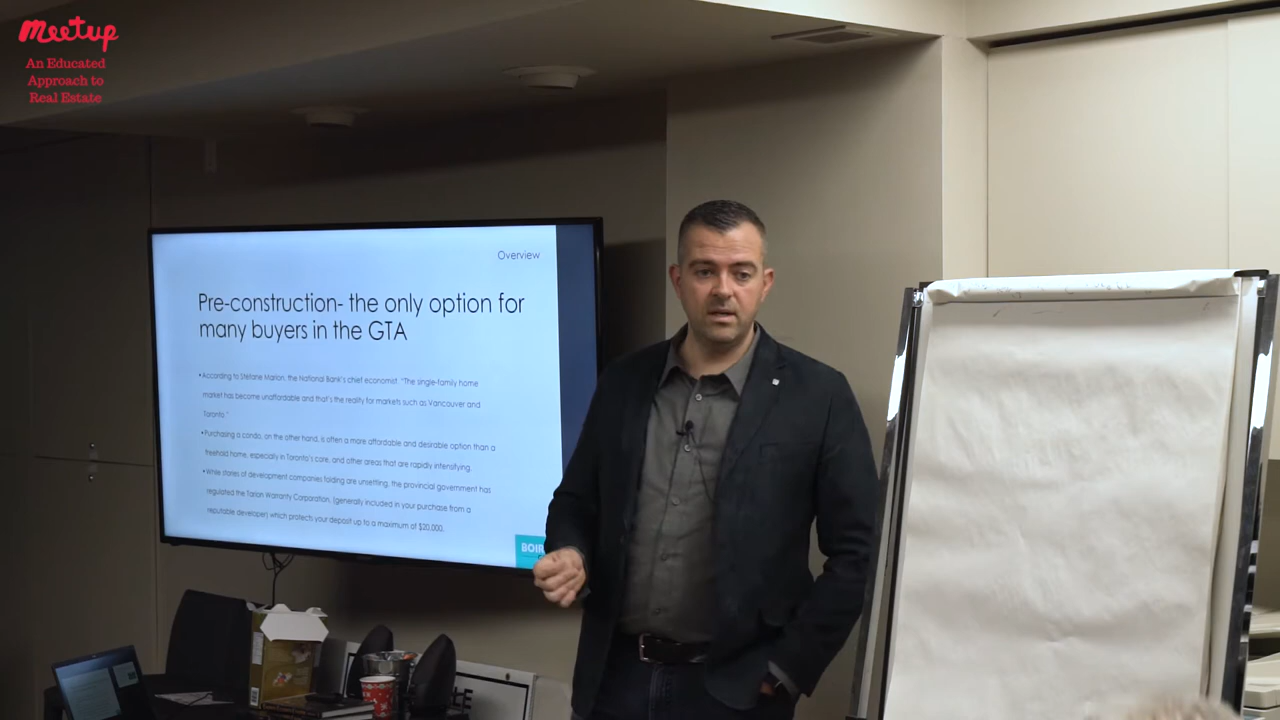 Meetup
An Educated
Approach to
Real Estate
Overview
Pre-construction- the only option for
many buyers in the GTA
•According to Stéfane Marion, the National Bank's chief economist, "The single-family home
market has become unaffordable and that's the reality for markets such as Vancouver and
Toronto."
•Purchasing a condo, on the other hand, is often a more affordable and desirable option than a
freehold home, especially in Toronto's core, and other areas that are rapidly intensifying.
•While stories of development companies folding are unsettling, the provincial government has
regulated the Tarion Warranty Corporation, (generally included in your purchase from a
reputable developer) which protects your deposit up to a maximum of $20,000.
BOIR
THE